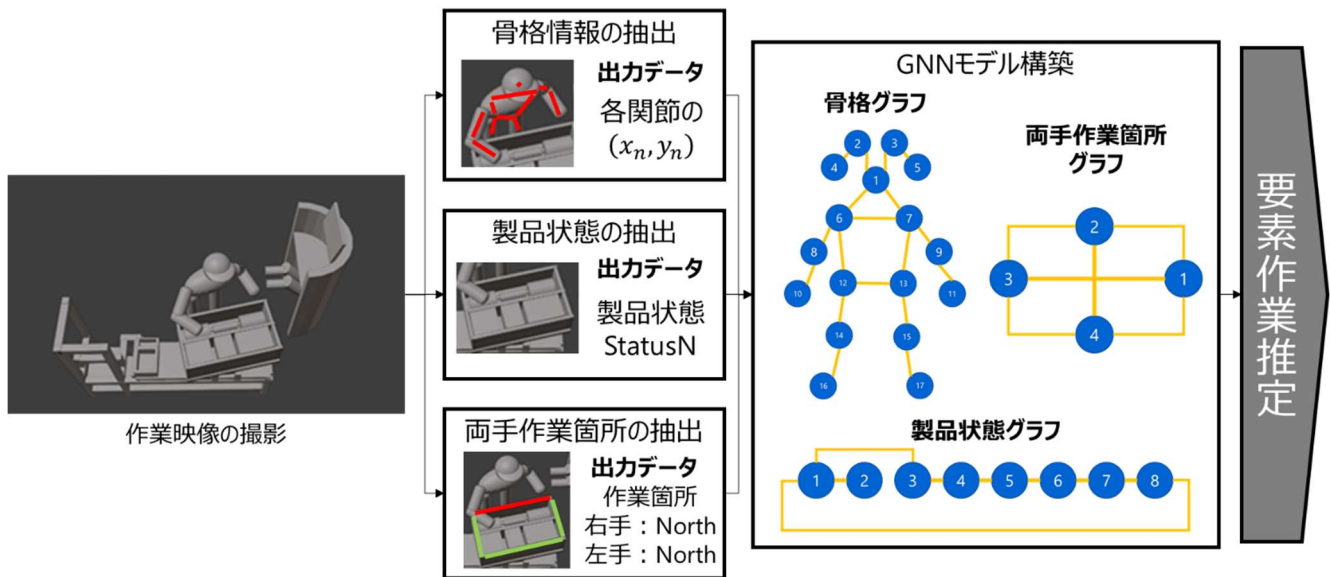 作業映像の撮影
骨格情報の抽出
出力データ
各関節の
(xₙ, yₙ)
製品状態の抽出
出力データ
製品状態
StatusN
両手作業箇所の抽出
出力データ
作業箇所
右手：North
左手：North
GNNモデル構築
骨格グラフ
2
3
4
5
1
6
7
8
9
10
12
13
11
14
15
16
17
両手作業箇所
グラフ
2
3
1
4
製品状態グラフ
1 2 3 4 5 6 7 8
要素作業推定